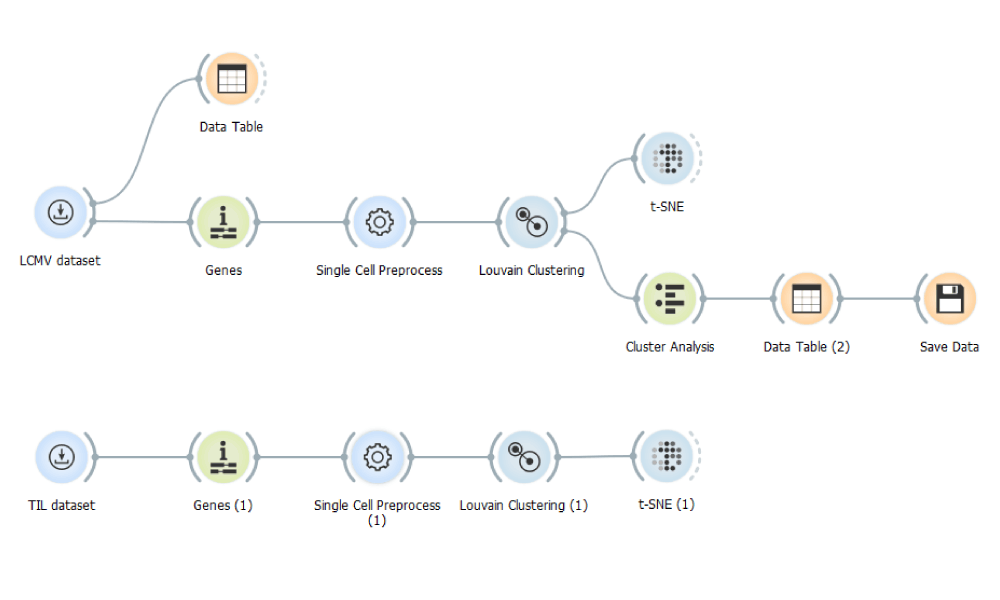 Data Table
t-SNE
LCMV dataset
Genes
Single Cell Preprocess
Louvain Clustering
Cluster Analysis
Data Table (2)
Save Data
TIL dataset
Genes (1)
Single Cell Preprocess
(1)
Louvain Clustering (1)
t-SNE (1)